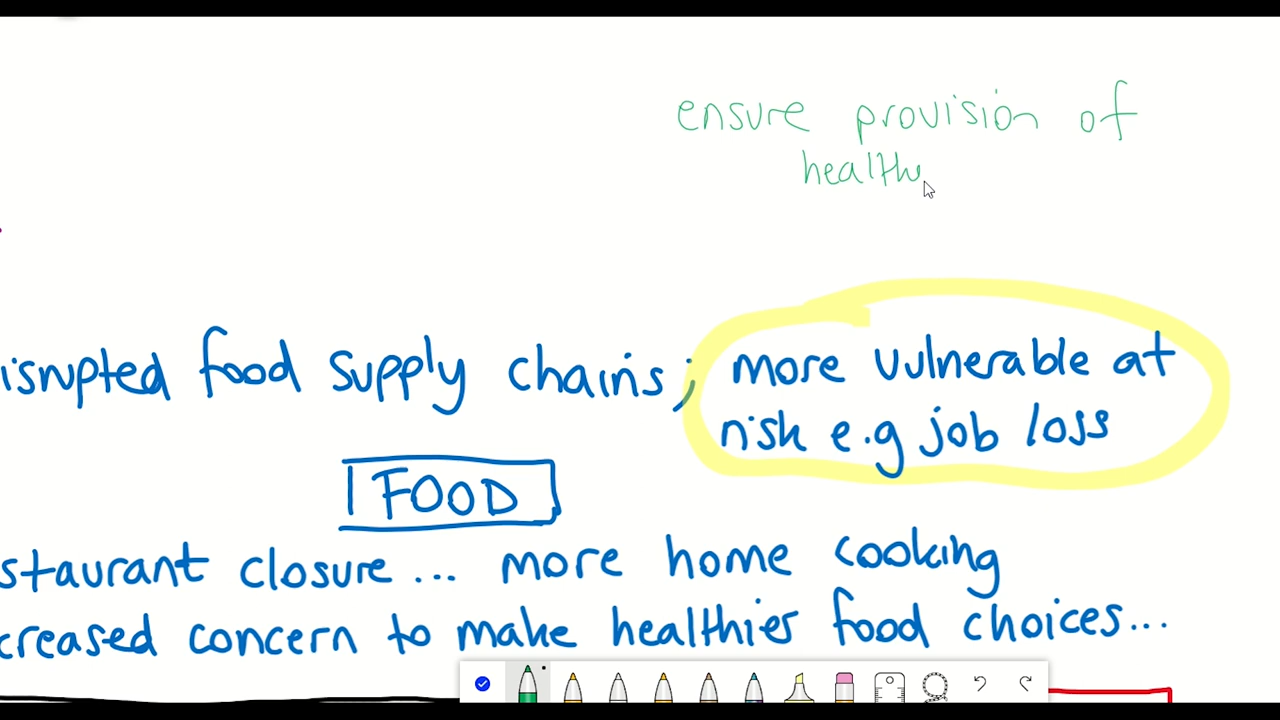 ensure provision of
healthy
isrupted food supply chains; more vulnerable at
risk e.g job loss
FOOD
staurant closure... more home cooking
creased concern to make healthier food choices...